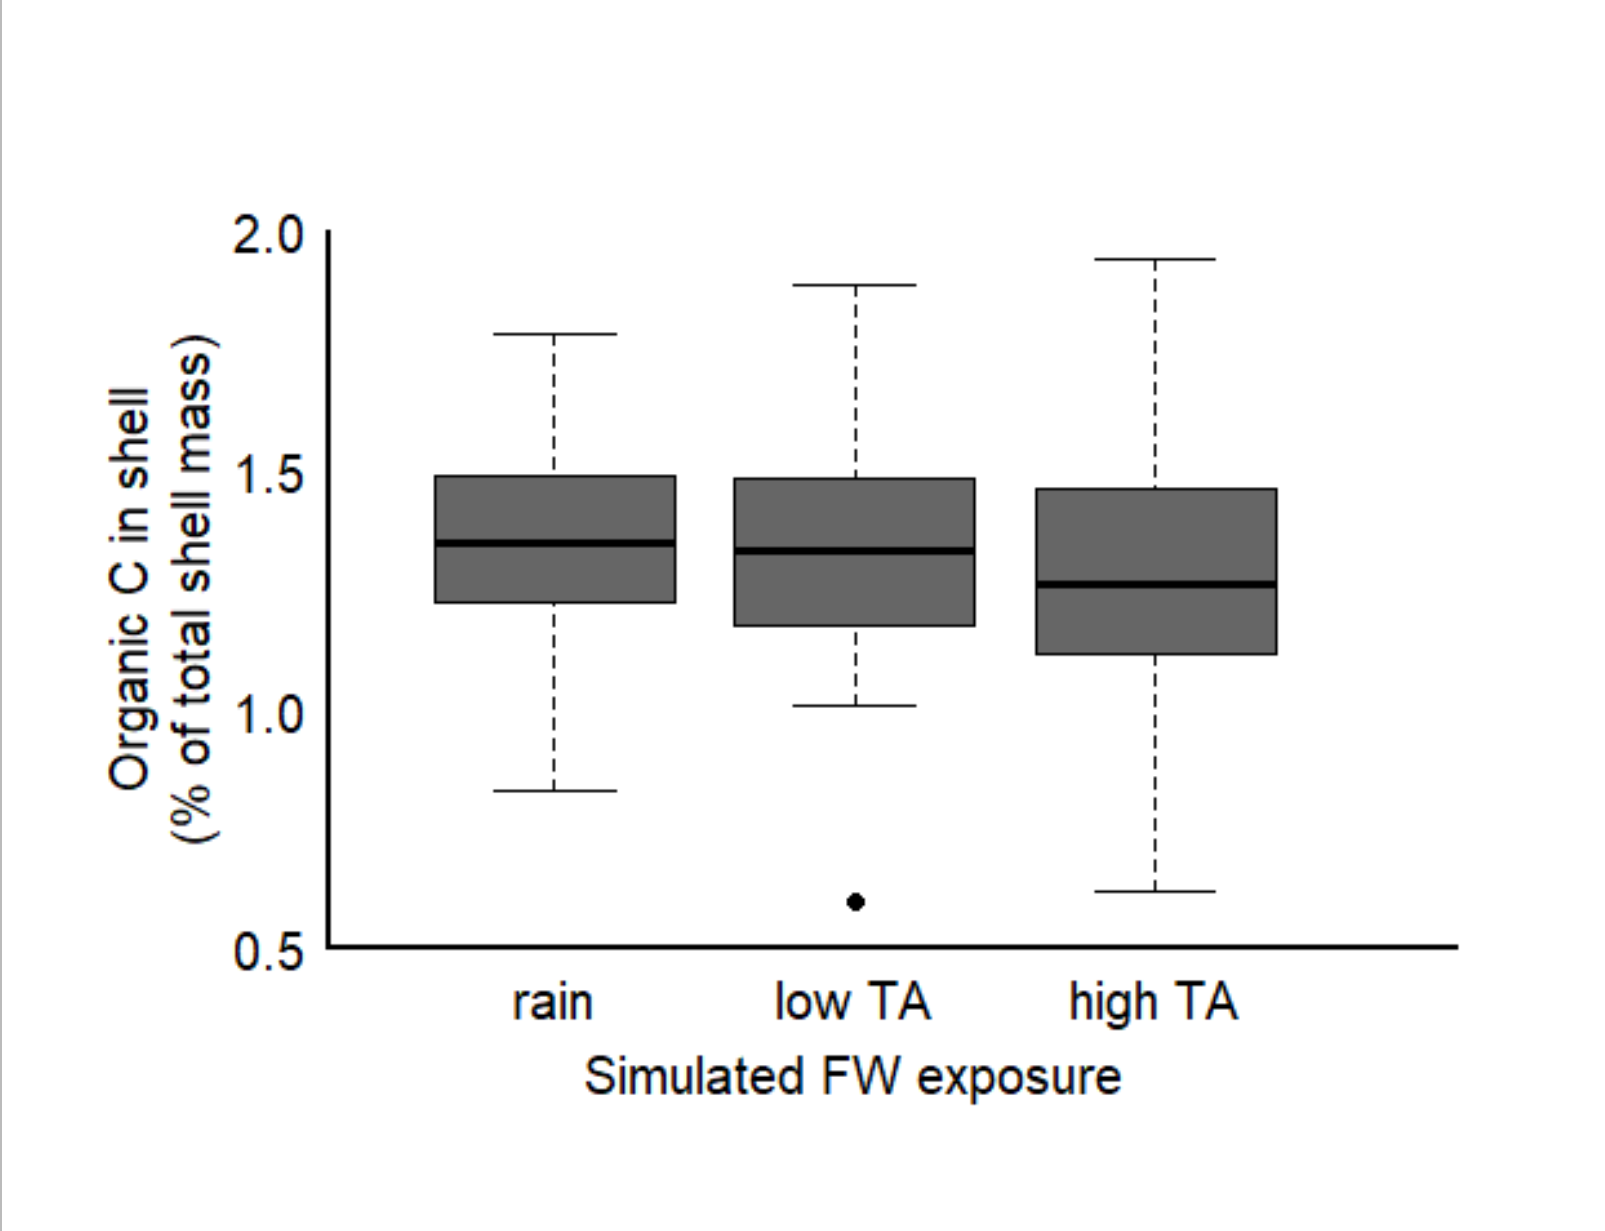 Organic C in shell
(% of total shell mass)
2.0
1.5
1.0
0.5
rain low TA high TA
Simulated FW exposure